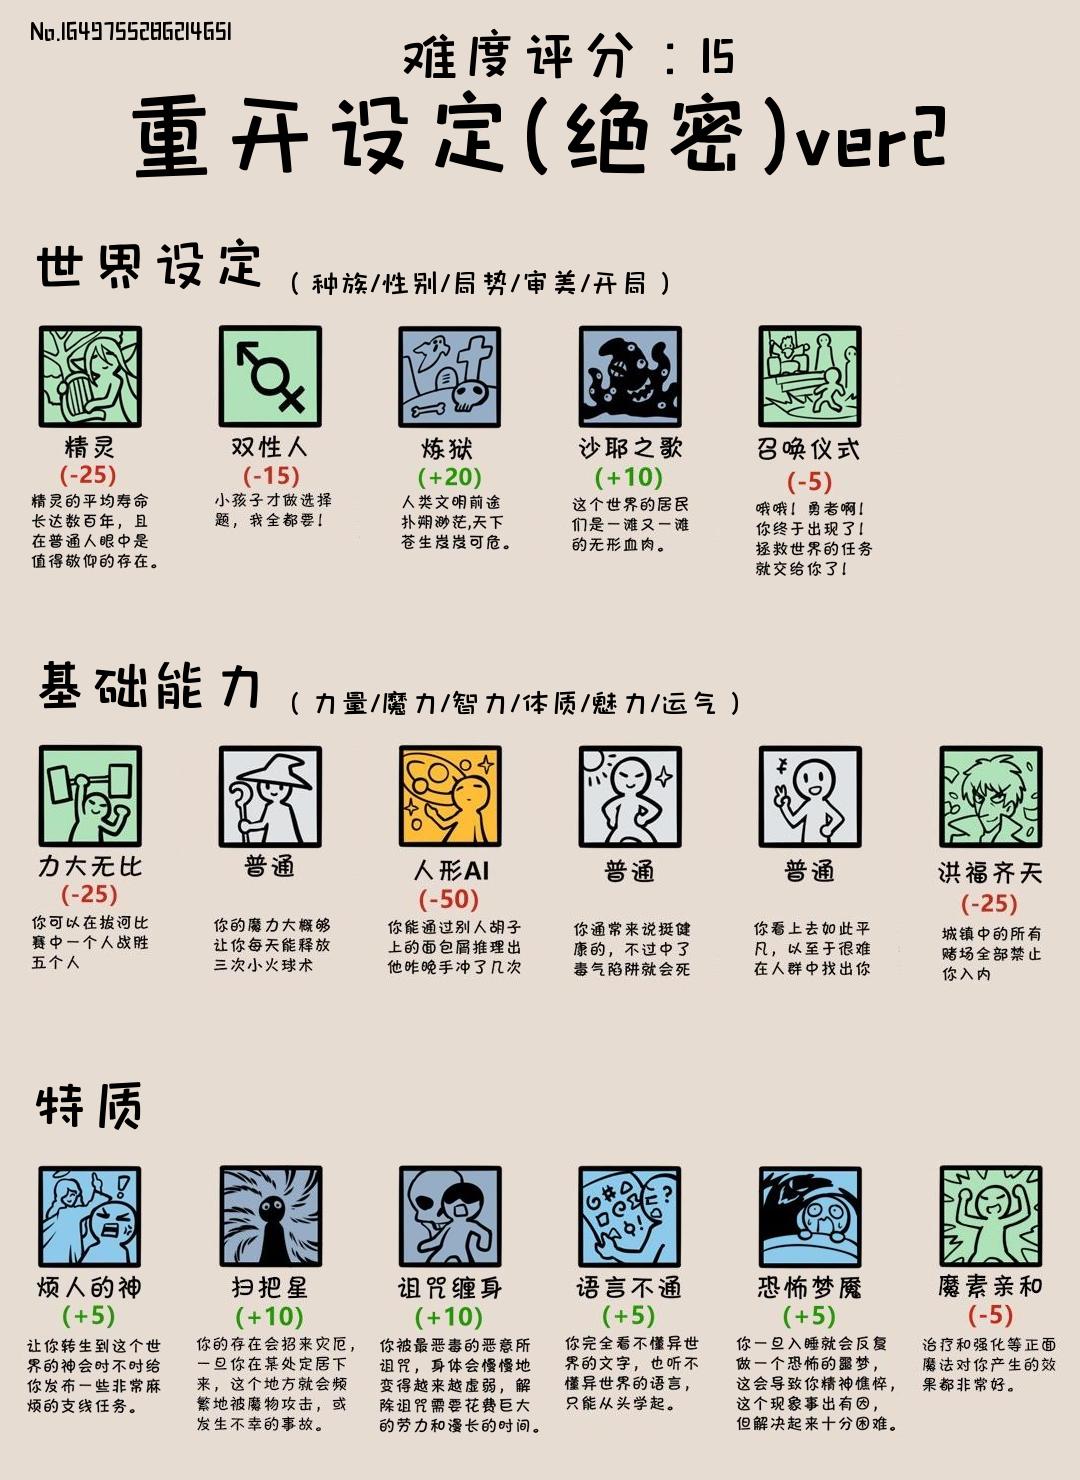 No.1649755286214651
难度评分：15
重开设定(绝密)ver2
世界设定（种族/性别/局势/审美/开局）
精灵
(-25)
精灵的平均寿命
长达数百年，且
在普通人眼中是
值得敬仰的存在。
双性人
(-15)
小孩子才做选择
题，我全都要！
炼狱
(+20)
人类文明前途
扑朔渺茫,天下
苍生岌岌可危。
沙耶之歌
(+10)
这个世界的居民
们是一滩又一滩
的无形血肉。
召唤仪式
(-5)
哦哦！勇者啊！
你终于出现了！
拯救世界的任务
就交给你了！
基础能力（力量/魔力/智力/体质/魅力/运气）
力大无比
(-25)
你可以在拔河比
赛中一个人战胜
五个人
普通
你的魔力大概够
让你每天能释放
三次小火球术
人形AI
(-50)
你能通过别人胡子
上的面包屑推理出
他昨晚手冲了几次
普通
你通常来说挺健
康的，不过中了
毒气陷阱就会死
普通
你看上去如此平
凡，以至于很难
在人群中找出你
洪福齐天
(-25)
城镇中的所有
赌场全部禁止
你入内
特质
烦人的神
(+5)
让你转生到这个世
界的神会时不时给
你发布一些非常麻
烦的支线任务。
扫把星
(+10)
你的存在会招来灾厄，
一旦你在某处定居下
来，这个地方就会频
繁地被魔物攻击，或
发生不幸的事故。
诅咒缠身
(+10)
你被最恶毒的恶意所
诅咒，身体会慢慢地
变得越来越虚弱，解
除诅咒需要花费巨大
的劳力和漫长的时间。
语言不通
(+5)
你完全看不懂异世
界的文字，也听不
懂异世界的语言，
只能从头学起。
恐怖梦魇
(+5)
你一旦入睡就会反复
做一个恐怖的噩梦，
这会导致你精神憔悴，
这个现象事出有因，
但解决起来十分困难。
魔素亲和
(-5)
治疗和强化等正面
魔法对你产生的效
果都非常好。